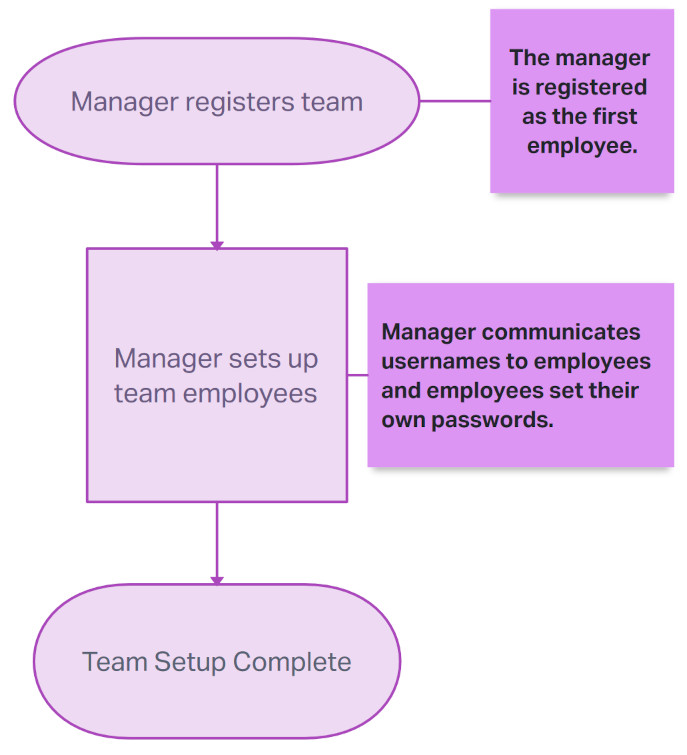 Manager registers team
The manager
is registered
as the first
employee.
Manager sets up
team employees
Manager communicates
usernames to employees
and employees set their
own passwords.
Team Setup Complete